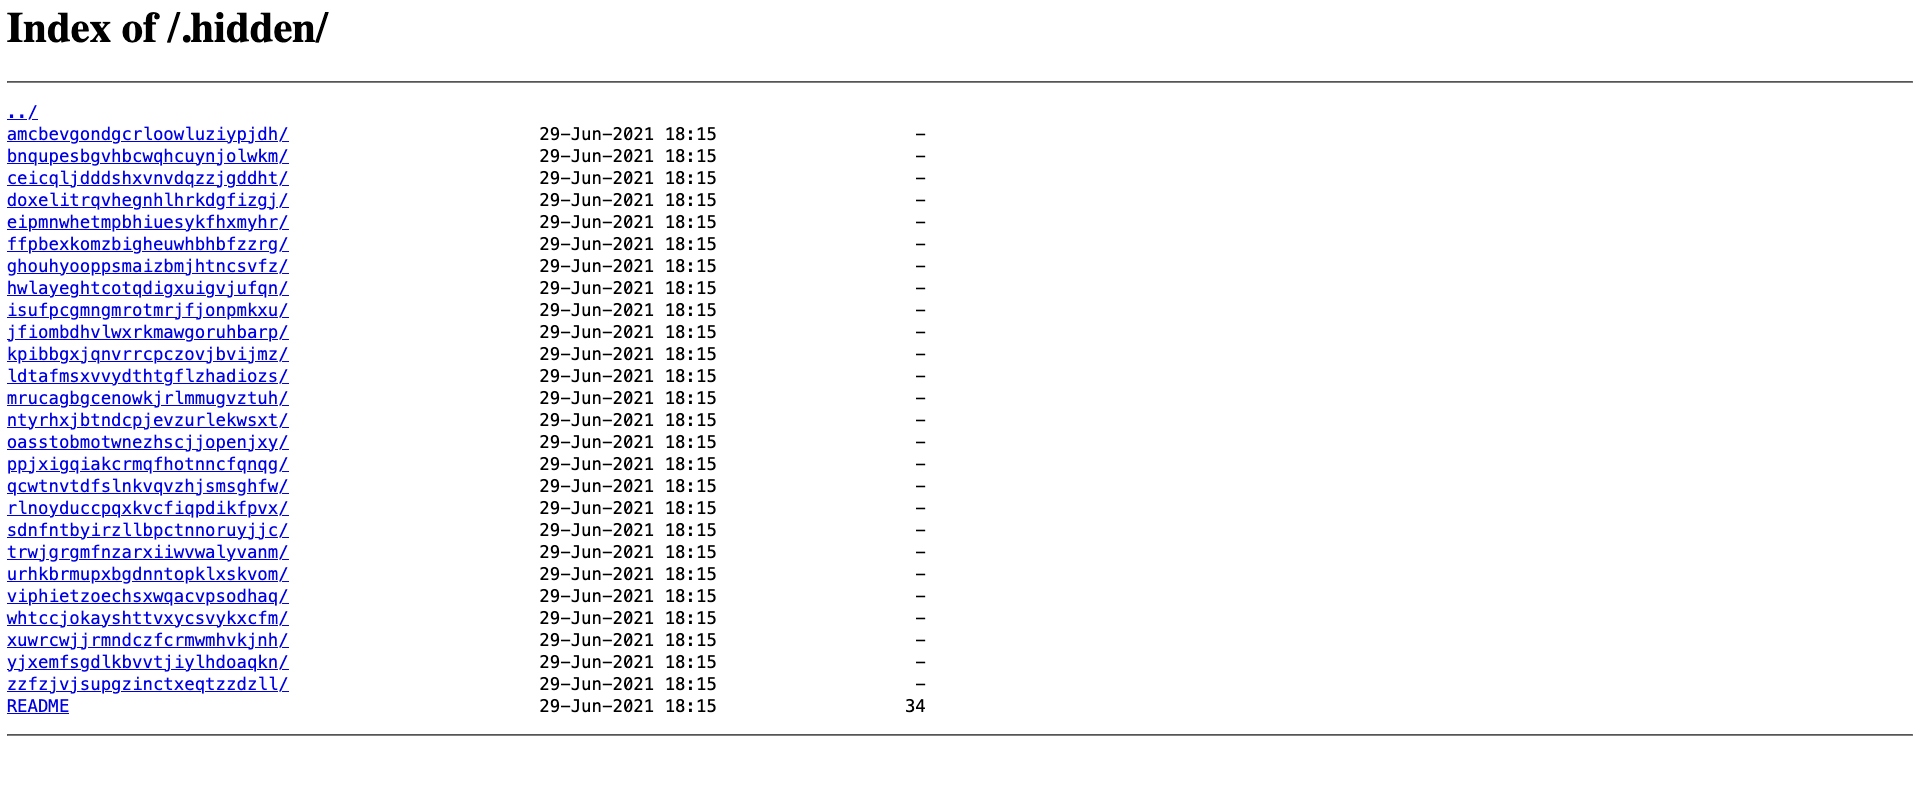 Index of /.hidden/
../
amcbevgondgcrloowluziypjdh/ 29-Jun-2021 18:15 -
bnqupesbgvhbcwqhcuynjolwkm/ 29-Jun-2021 18:15 -
ceicqljdddshxvnvdqzzjgddht/ 29-Jun-2021 18:15 -
doxelitrqvhegnhlhrkdgfizgj/ 29-Jun-2021 18:15 -
eipmnwhetmpbhiuesykfhxmyhr/ 29-Jun-2021 18:15 -
ffpbexkomzbigheuwhbhbfzzrg/ 29-Jun-2021 18:15 -
ghouhyooppsmaizbmjhtncsvfz/ 29-Jun-2021 18:15 -
hwlayeghtcotqdigxuigvjufqn/ 29-Jun-2021 18:15 -
isufpcgmngmrotmrjfjonpmkxu/ 29-Jun-2021 18:15 -
jfiombdhvlwxrkmawgoruhbarp/ 29-Jun-2021 18:15 -
kpibbgxjqnvrrcpczovjbvijmz/ 29-Jun-2021 18:15 -
ldtafmsxvvydthtgflzhadiozs/ 29-Jun-2021 18:15 -
mrucagbgcenowkjrlmmugvztuh/ 29-Jun-2021 18:15 -
ntyrhxjbtndcpjevzurlekwsxt/ 29-Jun-2021 18:15 -
oasstobmotwnezhscjjopenjxy/ 29-Jun-2021 18:15 -
ppjxigqiakcrmqfhotnncfqnqg/ 29-Jun-2021 18:15 -
qcwtnvtdfslnkvqvzhjsmsghfw/ 29-Jun-2021 18:15 -
rlnoyduccpqxkvcfiqpdikfpvx/ 29-Jun-2021 18:15 -
sdnfntbyirzllbpctnnoruyjjc/ 29-Jun-2021 18:15 -
trwjgrgmfnzarxiiwvwalyvanm/ 29-Jun-2021 18:15 -
urhkbrmupxbgdnntopklxskvom/ 29-Jun-2021 18:15 -
viphietzoechsxwqacvpsodhaq/ 29-Jun-2021 18:15 -
whtccjokayshttvxycsvykxcfm/ 29-Jun-2021 18:15 -
xuwrcwjjrmndczfcrmwmhvkjnh/ 29-Jun-2021 18:15 -
yjxemfsgdlkbvvtjiylhdoaqkn/ 29-Jun-2021 18:15 -
zzfzjvjsupgzinctxeqtzzdzll/ 29-Jun-2021 18:15 -
README 29-Jun-2021 18:15 34